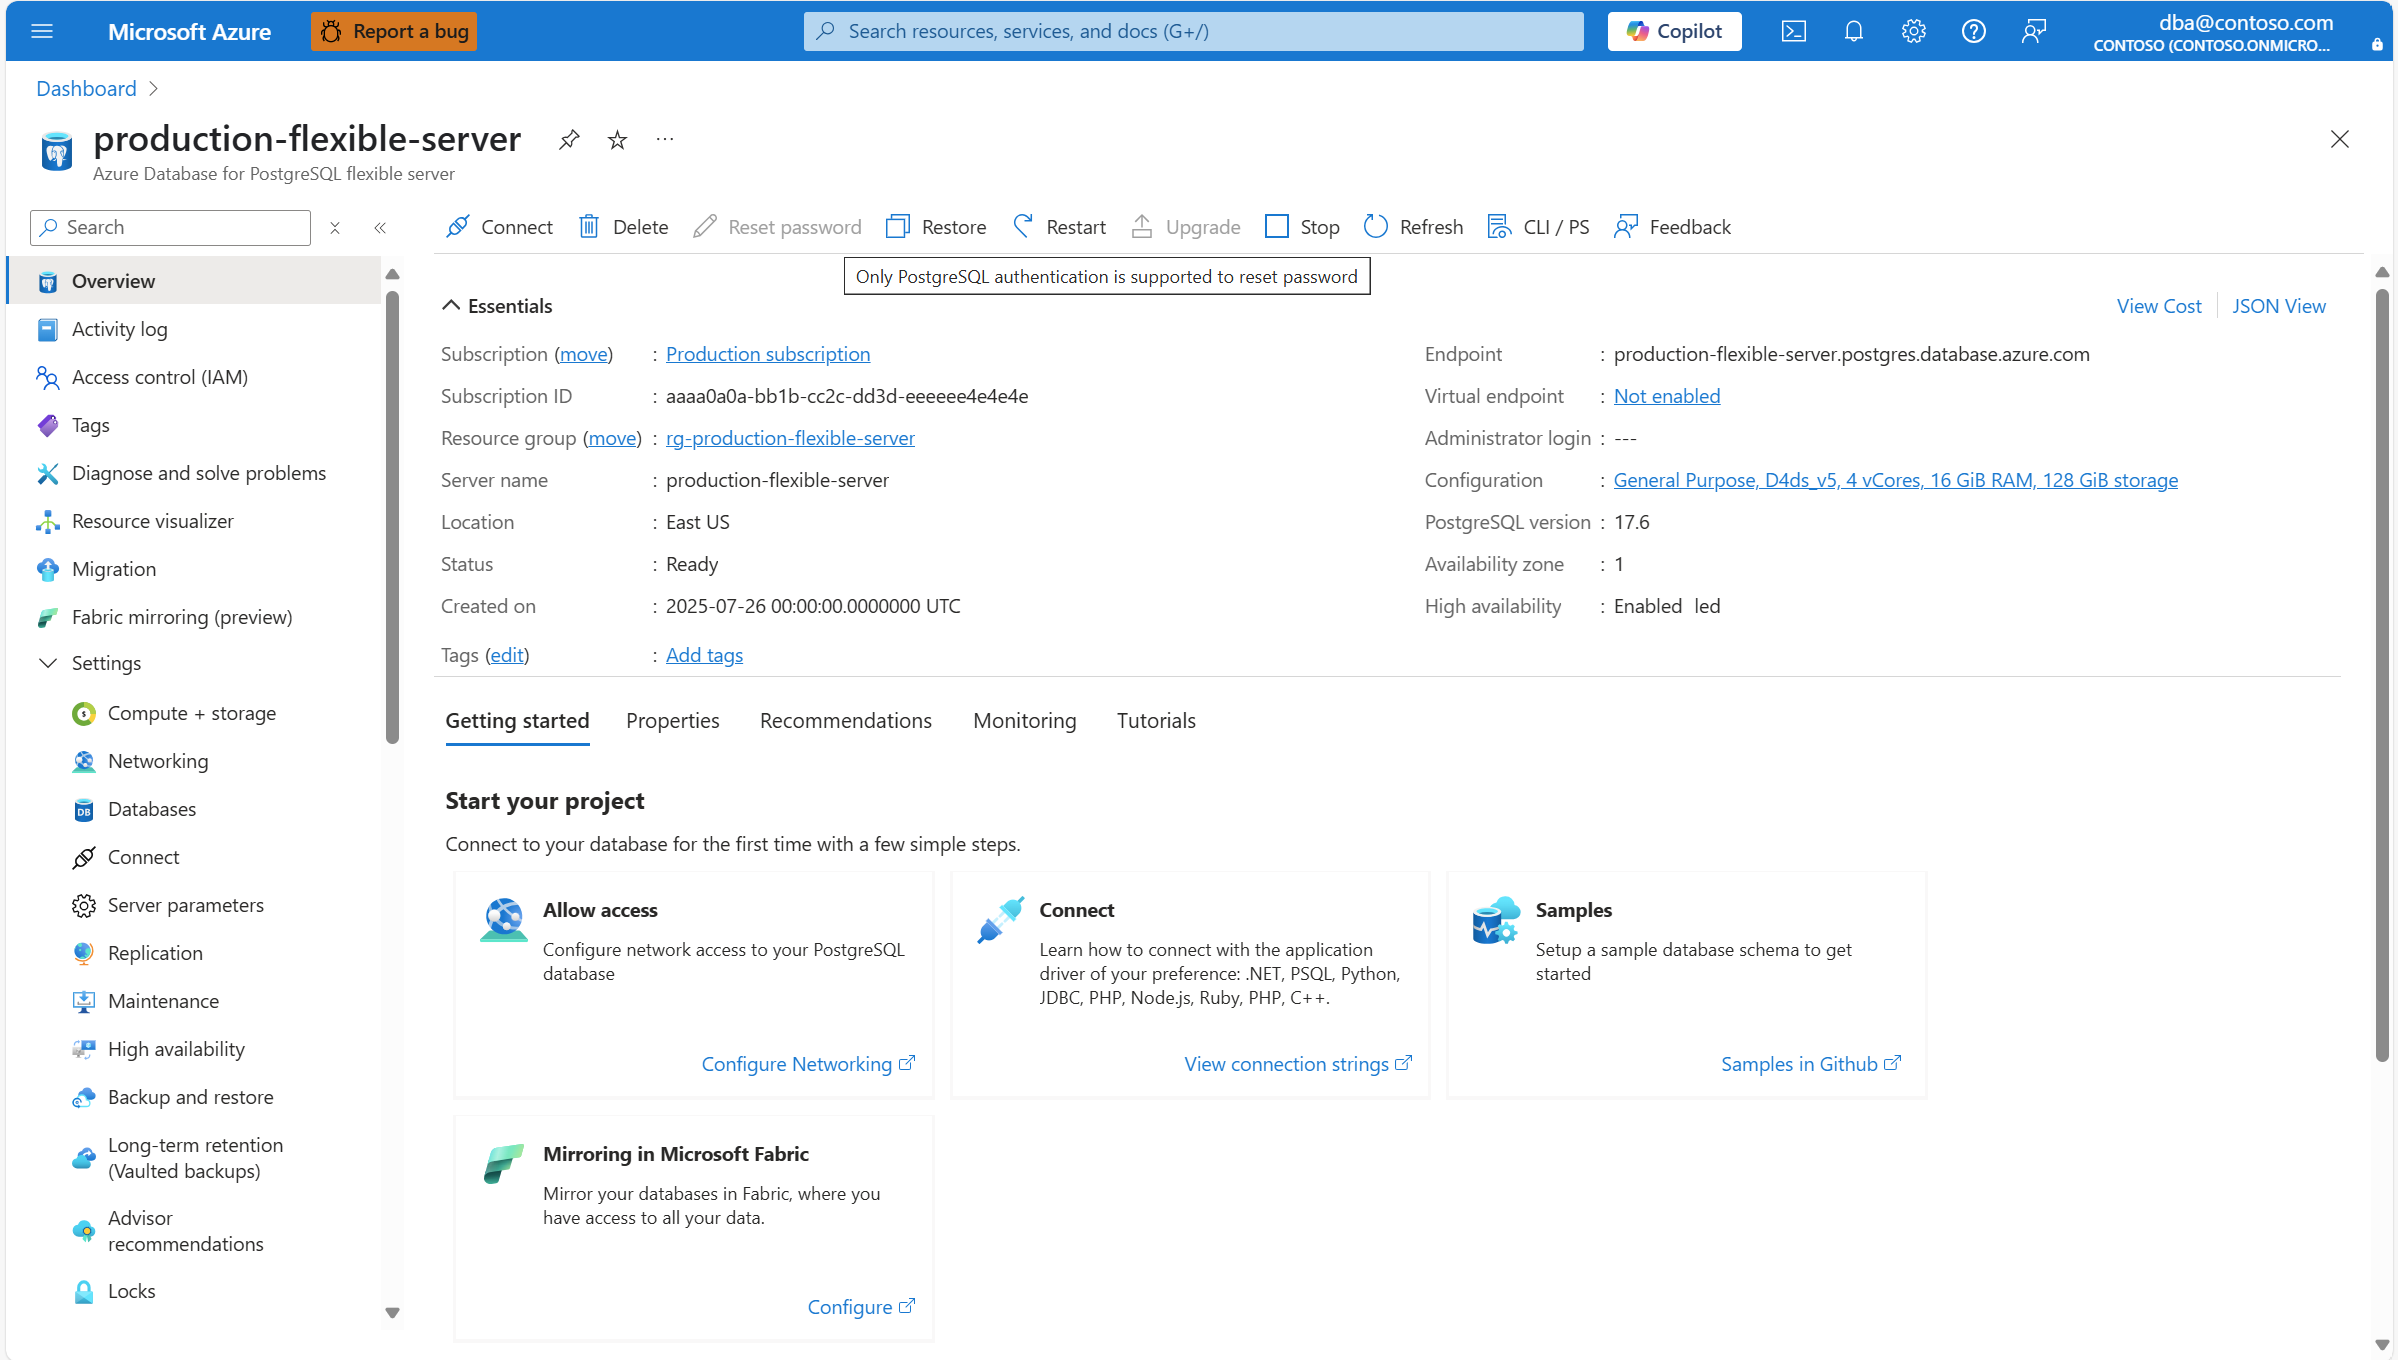 Microsoft Azure
Report a bug
Search resources, services, and docs (G+/)
Copilot
dba@contoso.com
CONTOSO (CONTOSO.ONMICRO...
Dashboard
production-flexible-server
Azure Database for PostgreSQL flexible server
Search
Connect
Delete
Reset password
Restore
Restart
Upgrade
Stop
Refresh
CLI / PS
Feedback
Only PostgreSQL authentication is supported to reset password
Overview
Activity log
Access control (IAM)
Tags
Diagnose and solve problems
Resource visualizer
Migration
Fabric mirroring (preview)
Settings
Compute + storage
Networking
Databases
Connect
Server parameters
Replication
Maintenance
High availability
Backup and restore
Long-term retention
(Vaulted backups)
Advisor
recommendations
Locks
Essentials
View Cost
JSON View
Subscription (move) : Production subscription
Subscription ID : aaaa0a0a-bb1b-cc2c-dd3d-eeeeee4e4e4e
Resource group (move) : rg-production-flexible-server
Server name : production-flexible-server
Location : East US
Status : Ready
Created on : 2025-07-26 00:00:00.0000000 UTC
Tags (edit) : Add tags
Endpoint : production-flexible-server.postgres.database.azure.com
Virtual endpoint : Not enabled
Administrator login : ---
Configuration : General Purpose, D4ds_v5, 4 vCores, 16 GiB RAM, 128 GiB storage
PostgreSQL version : 17.6
Availability zone : 1
High availability : Enabled led
Getting started
Properties
Recommendations
Monitoring
Tutorials
Start your project
Connect to your database for the first time with a few simple steps.
Allow access
Configure network access to your PostgreSQL
database
Configure Networking
Connect
Learn how to connect with the application
driver of your preference: .NET, PSQL, Python,
JDBC, PHP, Node.js, Ruby, PHP, C++.
View connection strings
Samples
Setup a sample database schema to get
started
Samples in Github
Mirroring in Microsoft Fabric
Mirror your databases in Fabric, where you
have access to all your data.
Configure